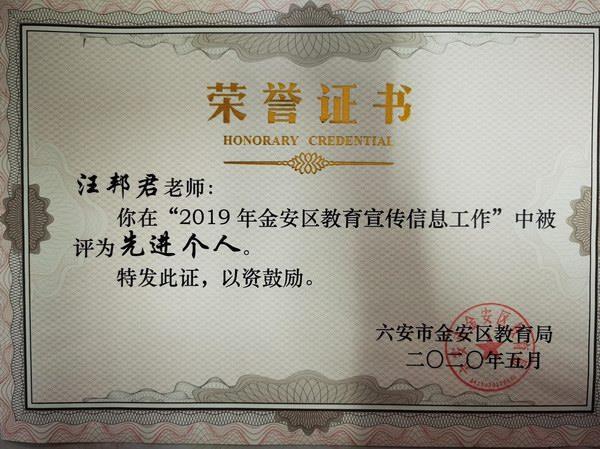 荣誉证书
HONORARY CREDENTIAL
汪邦君老师:
你在“2019年金安区教育宣传信息工作”中被
评为先进个人。
特发此证，以资鼓励。
六安市金安区教育局
二〇二〇年五月